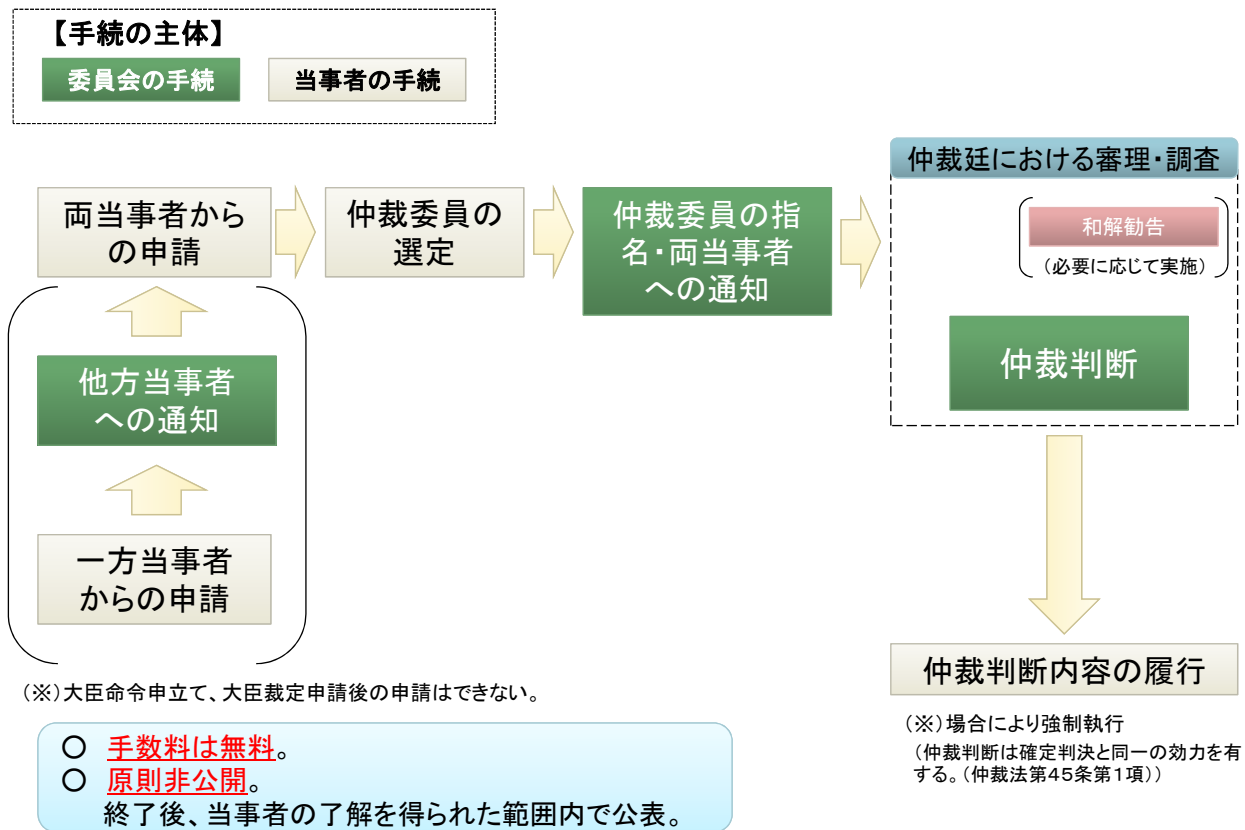 【手続の主体】
委員会の手続
当事者の手続
両当事者から
の申請
仲裁委員の
選定
仲裁委員の指
名・両当事者
への通知
仲裁廷における審理・調査
和解勧告
（必要に応じて実施）
仲裁判断
他方当事者
への通知
一方当事者
からの申請
（※）大臣命令申立て、大臣裁定申請後の申請はできない。
仲裁判断内容の履行
（※）場合により強制執行
（仲裁判断は確定判決と同一の効力を有
する。（仲裁法第45条第1項））
○ 手数料は無料。
○ 原則非公開。
終了後、当事者の了解を得られた範囲内で公表。